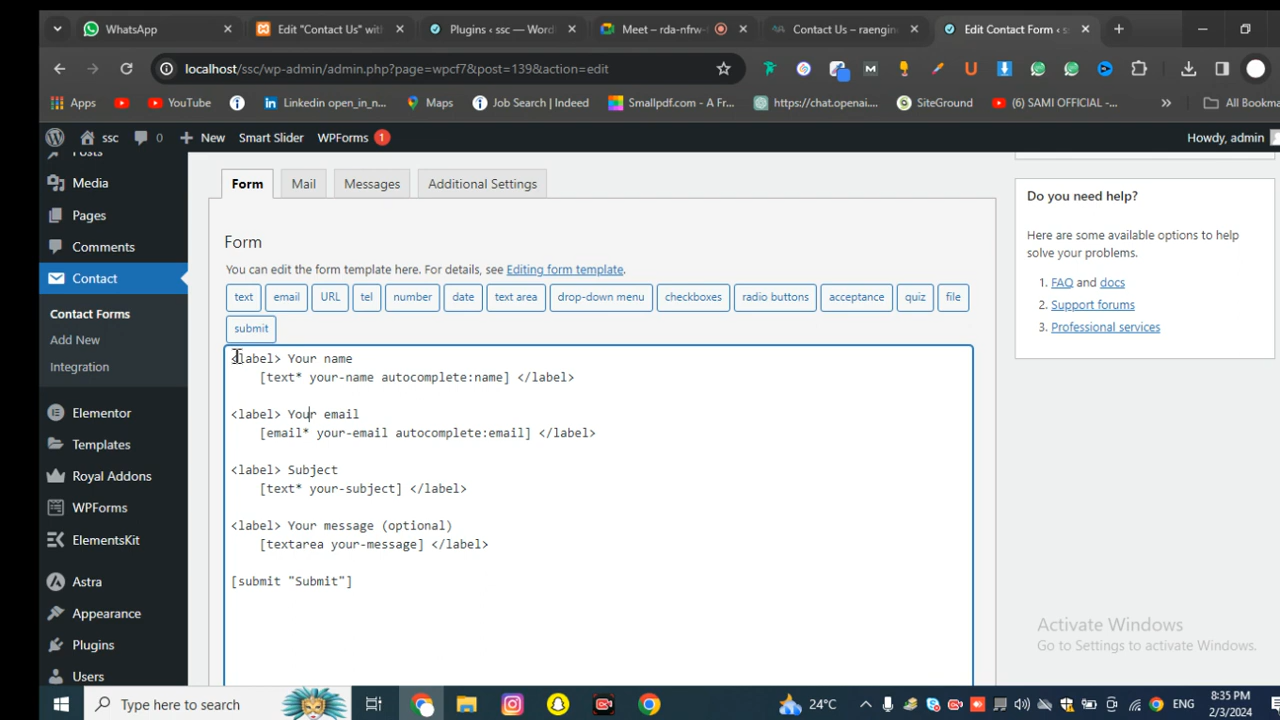 WhatsApp
Edit "Contact Us" wit
Plugins ‹ ssc — Word
Meet – rda-nfrw-
Contact Us – raengin
Edit Contact Form ‹ s
localhost/ssc/wp-admin/admin.php?page=wpcf7&post=139&action=edit
Apps
YouTube
Linkedin open_in_n...
Maps
Job Search | Indeed
Smallpdf.com - A Fr...
https://chat.openai....
SiteGround
(6) SAMI OFFICIAL -...
»
All Bookma
ssc
0
New
Smart Slider
WPForms 1
Howdy, admin
Posts
Media
Pages
Comments
Contact
Contact Forms
Add New
Integration
Elementor
Templates
Royal Addons
WPForms
ElementsKit
Astra
Appearance
Plugins
Users
Form
Mail
Messages
Additional Settings
Form
You can edit the form template here. For details, see Editing form template.
text
email
URL
tel
number
date
text area
drop-down menu
checkboxes
radio buttons
acceptance
quiz
file
submit
<label> Your name
[text* your-name autocomplete:name] </label>
<label> Your email
[email* your-email autocomplete:email] </label>
<label> Subject
[text* your-subject] </label>
<label> Your message (optional)
[textarea your-message] </label>
[submit "Submit"]
Do you need help?
Here are some available options to help
solve your problems.
1. FAQ and docs
2. Support forums
3. Professional services
Activate Windows
Go to Settings to activate Windows.
Type here to search
24°C
ENG
8:35 PM
2/3/2024